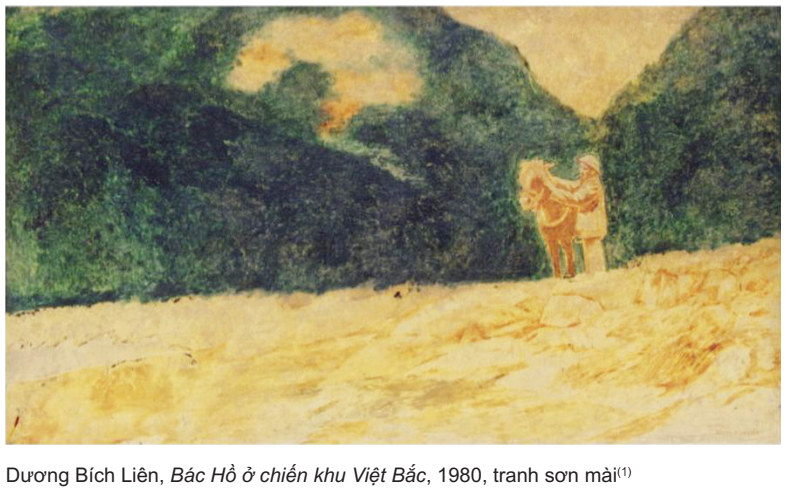 Dương Bích Liên, Bác Hồ ở chiến khu Việt Bắc, 1980, tranh sơn mài(1)